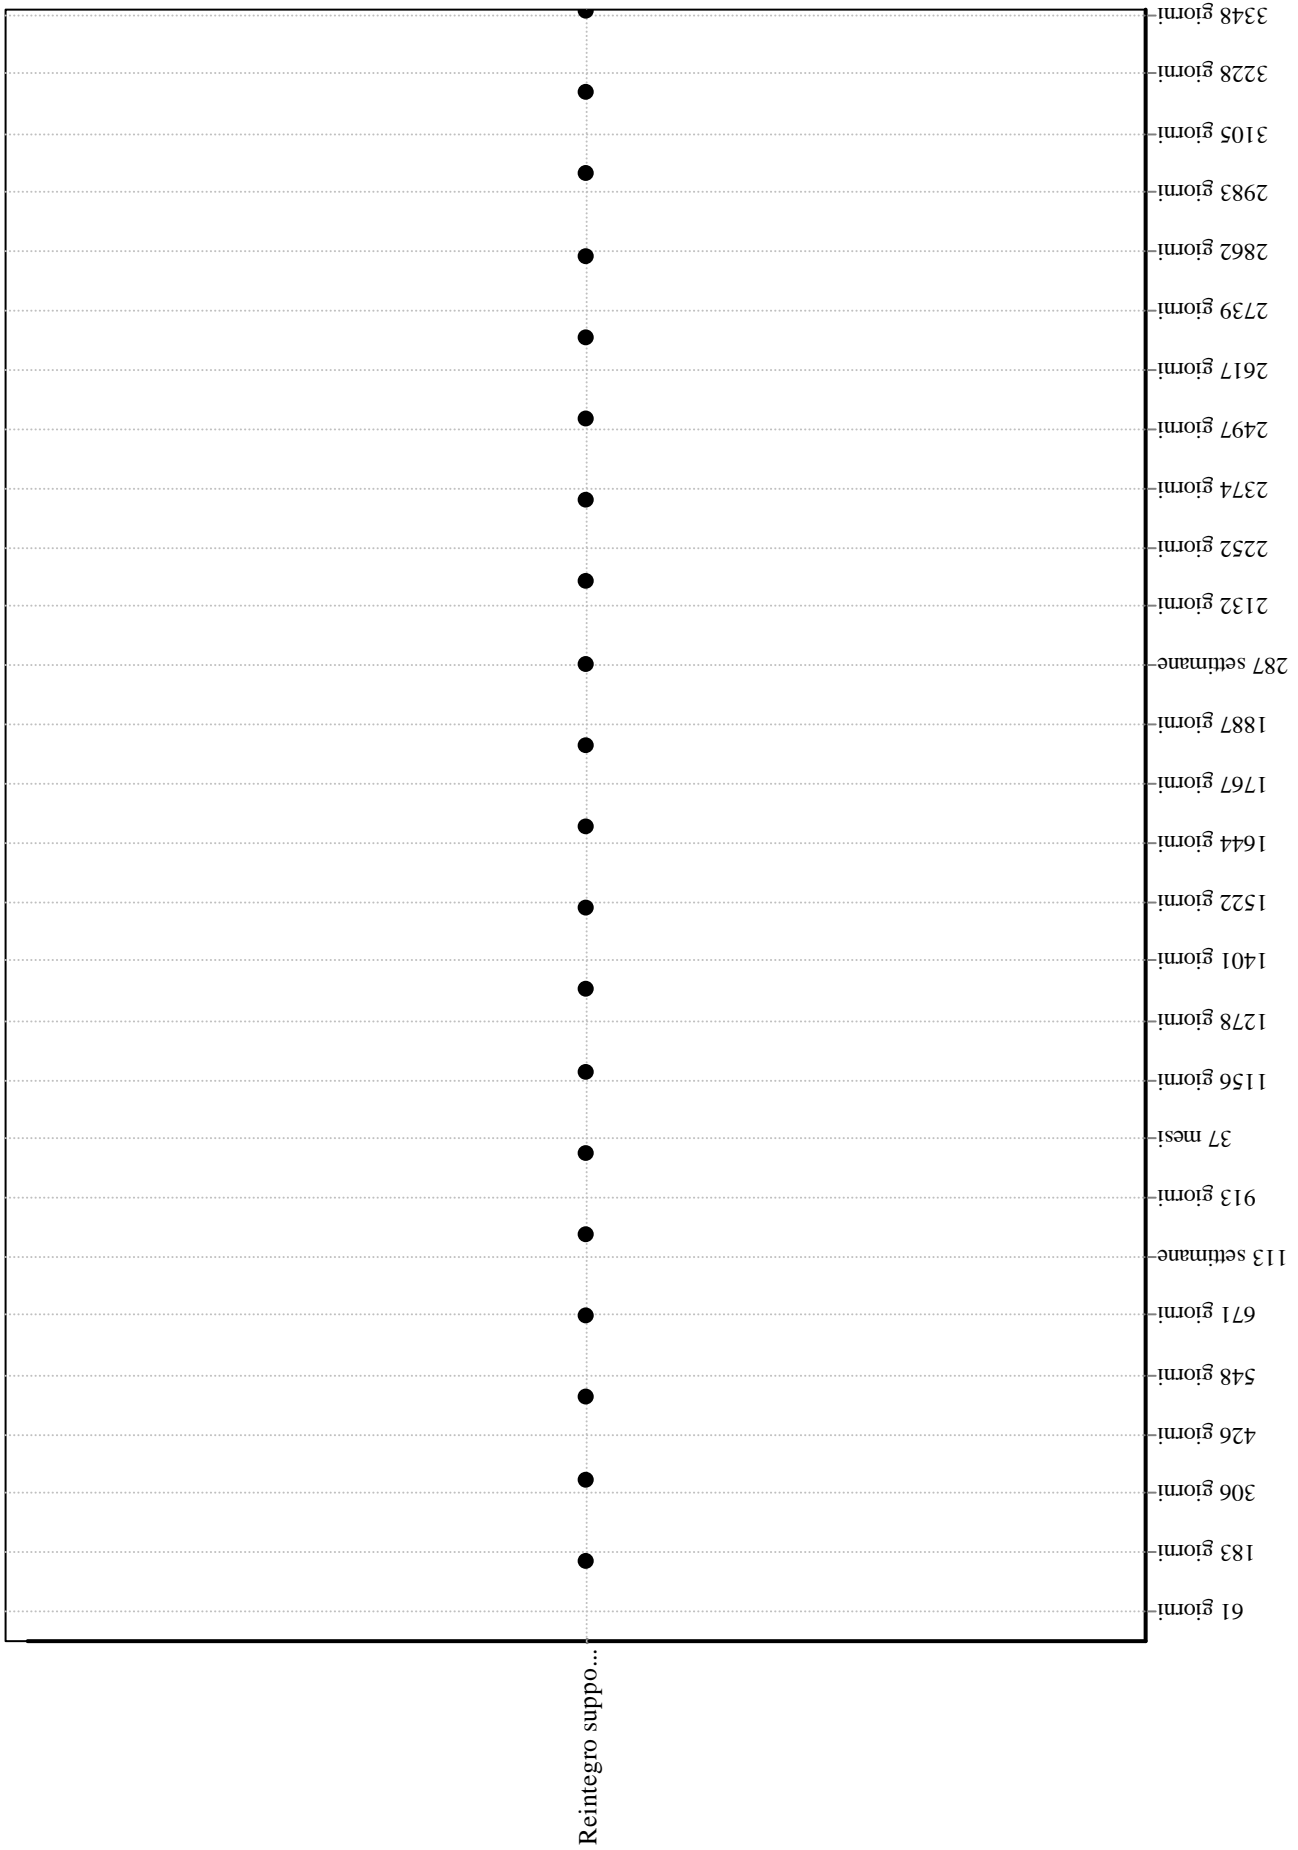 3348 giorni
3228 giorni
3105 giorni
2983 giorni
2862 giorni
2739 giorni
2617 giorni
2497 giorni
2374 giorni
2252 giorni
2132 giorni
287 settimane
1887 giorni
1767 giorni
1644 giorni
1522 giorni
1401 giorni
1278 giorni
1156 giorni
37 mesi
913 giorni
113 settimane
671 giorni
548 giorni
426 giorni
306 giorni
183 giorni
61 giorni
Reintegro suppo...